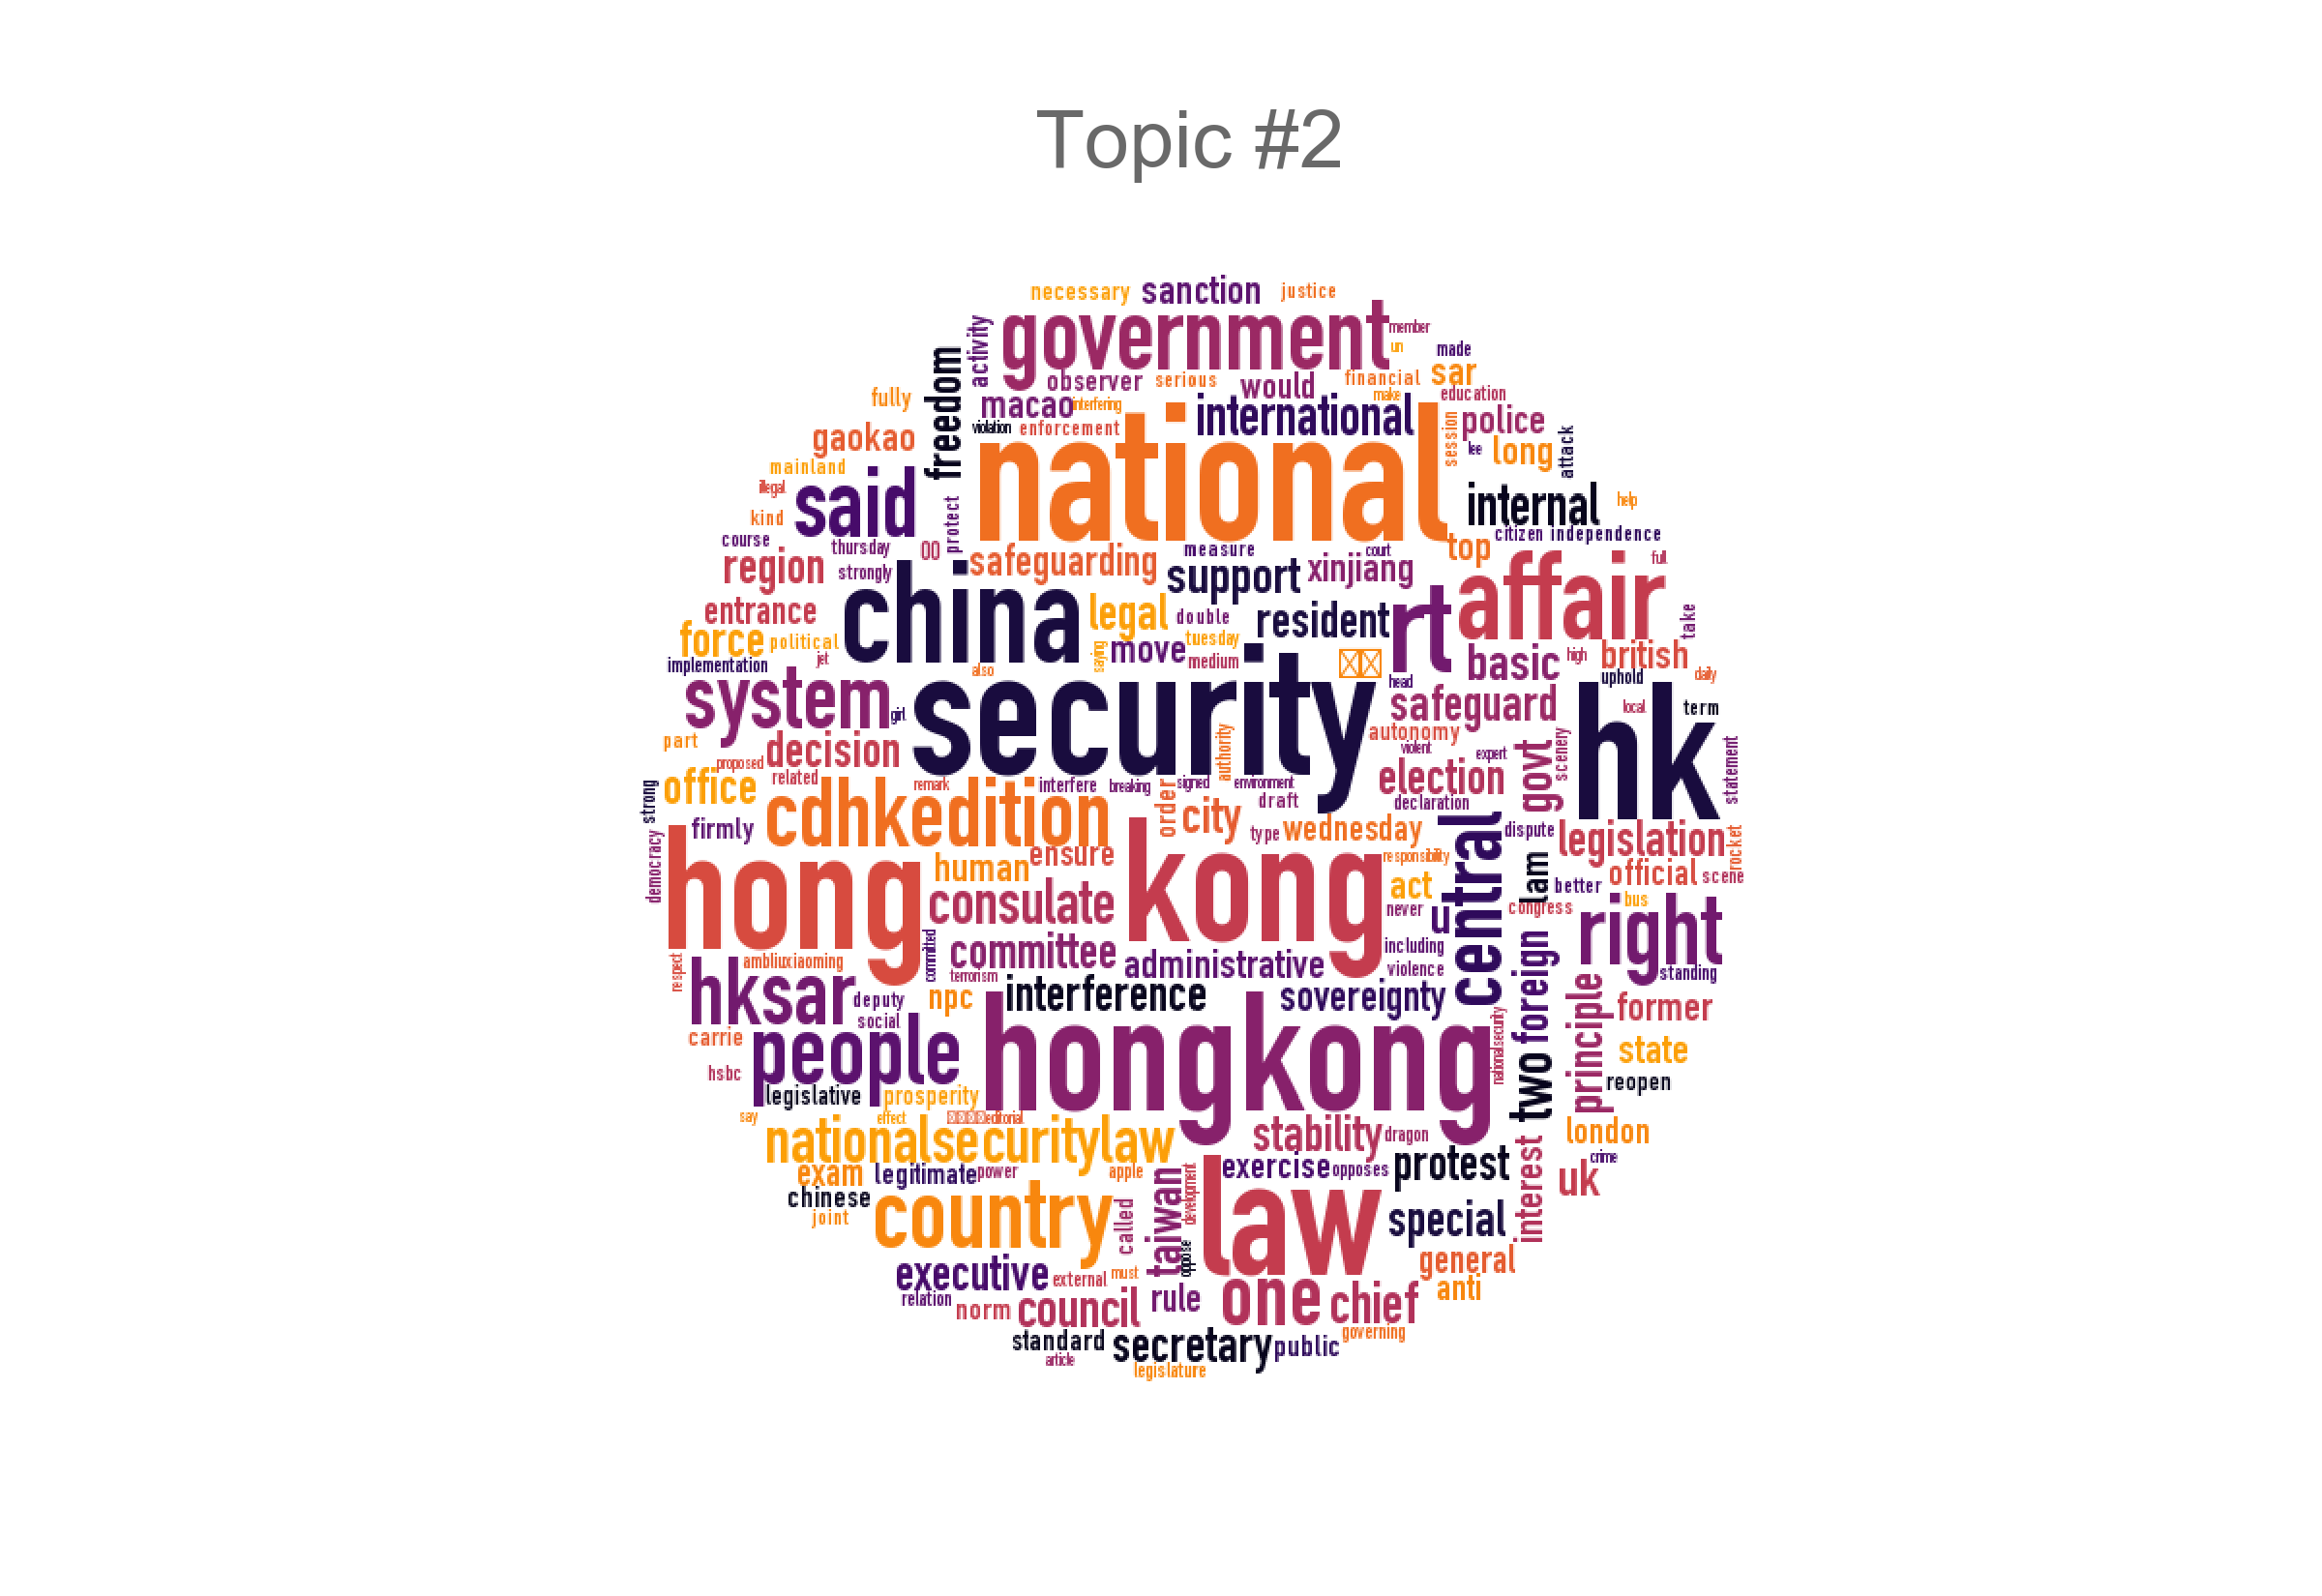 Topic #2
necessary sanction justice
government member
un made
activity freedom observer serious would financial sar
fully macao interfering make education
international police
gaokao violation enforcement session lee long attack
national
mainland said internal help
illegal
kind protect citizen independence
course thursday 00 measure court top
region strongly safeguarding support xinjiang affair full
china
entrance legal double resident rt take
force political tuesday
implementation jet also saying move medium basic high british
system girl security head safeguard uphold daily
local term
part decision authority autonomy govt scenery hk statement
proposed violent expert
office related remark interfere breaking signed environment election
strong cdhkedition order city draft declaration central
firmly type wednesday dispute legislation rocket
democracy hong human ensure kong responsibility lam official scene
consulate act better
never u congress bus right
committed committee including
respect ambliuxiaoming terrorism administrative violence foreign standing
hksar deputy npc interference sovereignty principle former
social
carrie people hongkong nationalsecurity two state
hsbc reopen
legislative prosperity
say effect editorial
nationalsecuritylaw stability dragon london
exam legitimate power apple exercise opposes protest interest crime
chinese taiwan development law uk
joint country called special
oppose general
executive external must anti
relation norm council rule one chief
standard secretary public governing
article legislature